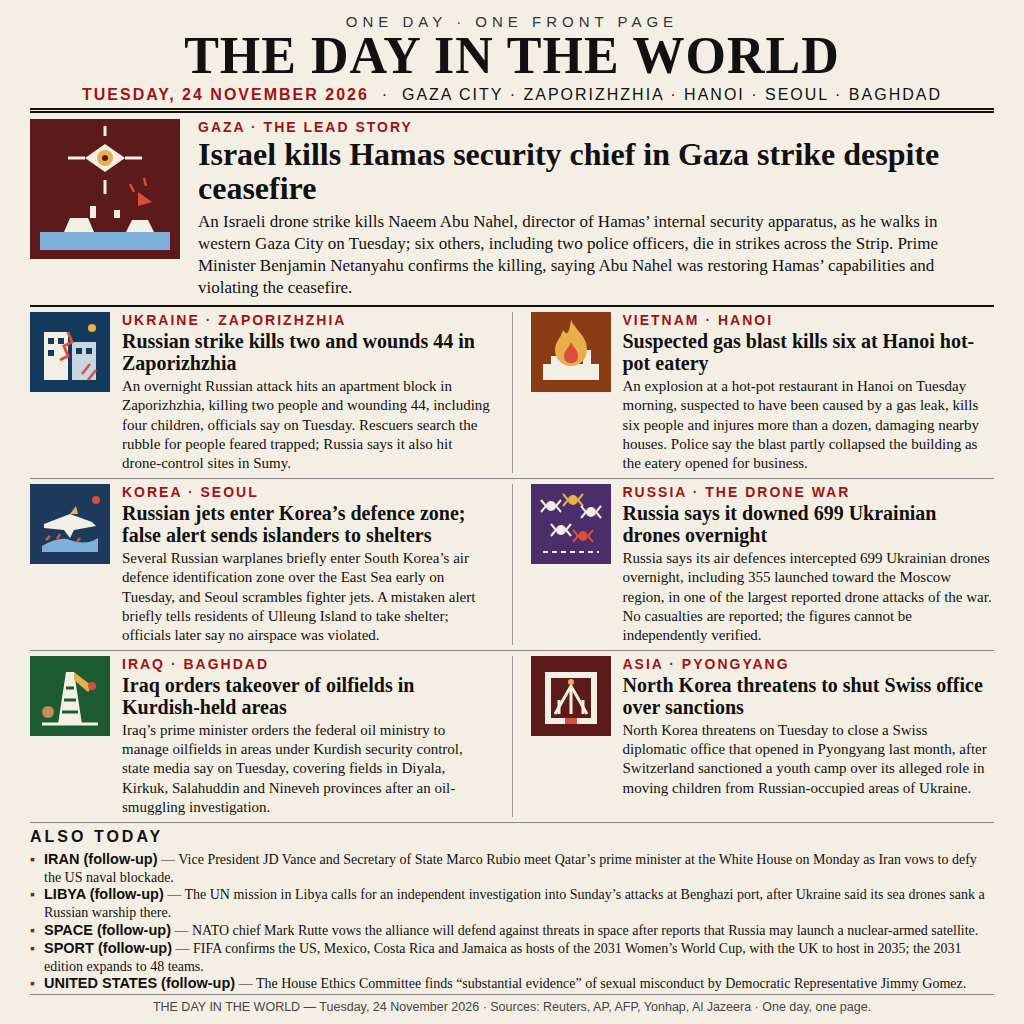 ONE DAY · ONE FRONT PAGE
THE DAY IN THE WORLD
TUESDAY, 24 NOVEMBER 2026 · GAZA CITY · ZAPORIZHZHIA · HANOI · SEOUL · BAGHDAD
GAZA · THE LEAD STORY
Israel kills Hamas security chief in Gaza strike despite
ceasefire
An Israeli drone strike kills Naeem Abu Nahel, director of Hamas’ internal security apparatus, as he walks in
western Gaza City on Tuesday; six others, including two police officers, die in strikes across the Strip. Prime
Minister Benjamin Netanyahu confirms the killing, saying Abu Nahel was restoring Hamas’ capabilities and
violating the ceasefire.
UKRAINE · ZAPORIZHZHIA
Russian strike kills two and wounds 44 in
Zaporizhzhia
An overnight Russian attack hits an apartment block in
Zaporizhzhia, killing two people and wounding 44, including
four children, officials say on Tuesday. Rescuers search the
rubble for people feared trapped; Russia says it also hit
drone-control sites in Sumy.
VIETNAM · HANOI
Suspected gas blast kills six at Hanoi hot-
pot eatery
An explosion at a hot-pot restaurant in Hanoi on Tuesday
morning, suspected to have been caused by a gas leak, kills
six people and injures more than a dozen, damaging nearby
houses. Police say the blast partly collapsed the building as
the eatery opened for business.
KOREA · SEOUL
Russian jets enter Korea’s defence zone;
false alert sends islanders to shelters
Several Russian warplanes briefly enter South Korea’s air
defence identification zone over the East Sea early on
Tuesday, and Seoul scrambles fighter jets. A mistaken alert
briefly tells residents of Ulleung Island to take shelter;
officials later say no airspace was violated.
RUSSIA · THE DRONE WAR
Russia says it downed 699 Ukrainian
drones overnight
Russia says its air defences intercepted 699 Ukrainian drones
overnight, including 355 launched toward the Moscow
region, in one of the largest reported drone attacks of the war.
No casualties are reported; the figures cannot be
independently verified.
IRAQ · BAGHDAD
Iraq orders takeover of oilfields in
Kurdish-held areas
Iraq’s prime minister orders the federal oil ministry to
manage oilfields in areas under Kurdish security control,
state media say on Tuesday, covering fields in Diyala,
Kirkuk, Salahuddin and Nineveh provinces after an oil-
smuggling investigation.
ASIA · PYONGYANG
North Korea threatens to shut Swiss office
over sanctions
North Korea threatens on Tuesday to close a Swiss
diplomatic office that opened in Pyongyang last month, after
Switzerland sanctioned a youth camp over its alleged role in
moving children from Russian-occupied areas of Ukraine.
ALSO TODAY
▪ IRAN (follow-up) — Vice President JD Vance and Secretary of State Marco Rubio meet Qatar’s prime minister at the White House on Monday as Iran vows to defy
the US naval blockade.
▪ LIBYA (follow-up) — The UN mission in Libya calls for an independent investigation into Sunday’s attacks at Benghazi port, after Ukraine said its sea drones sank a
Russian warship there.
▪ SPACE (follow-up) — NATO chief Mark Rutte vows the alliance will defend against threats in space after reports that Russia may launch a nuclear-armed satellite.
▪ SPORT (follow-up) — FIFA confirms the US, Mexico, Costa Rica and Jamaica as hosts of the 2031 Women’s World Cup, with the UK to host in 2035; the 2031
edition expands to 48 teams.
▪ UNITED STATES (follow-up) — The House Ethics Committee finds “substantial evidence” of sexual misconduct by Democratic Representative Jimmy Gomez.
THE DAY IN THE WORLD — Tuesday, 24 November 2026 · Sources: Reuters, AP, AFP, Yonhap, Al Jazeera · One day, one page.